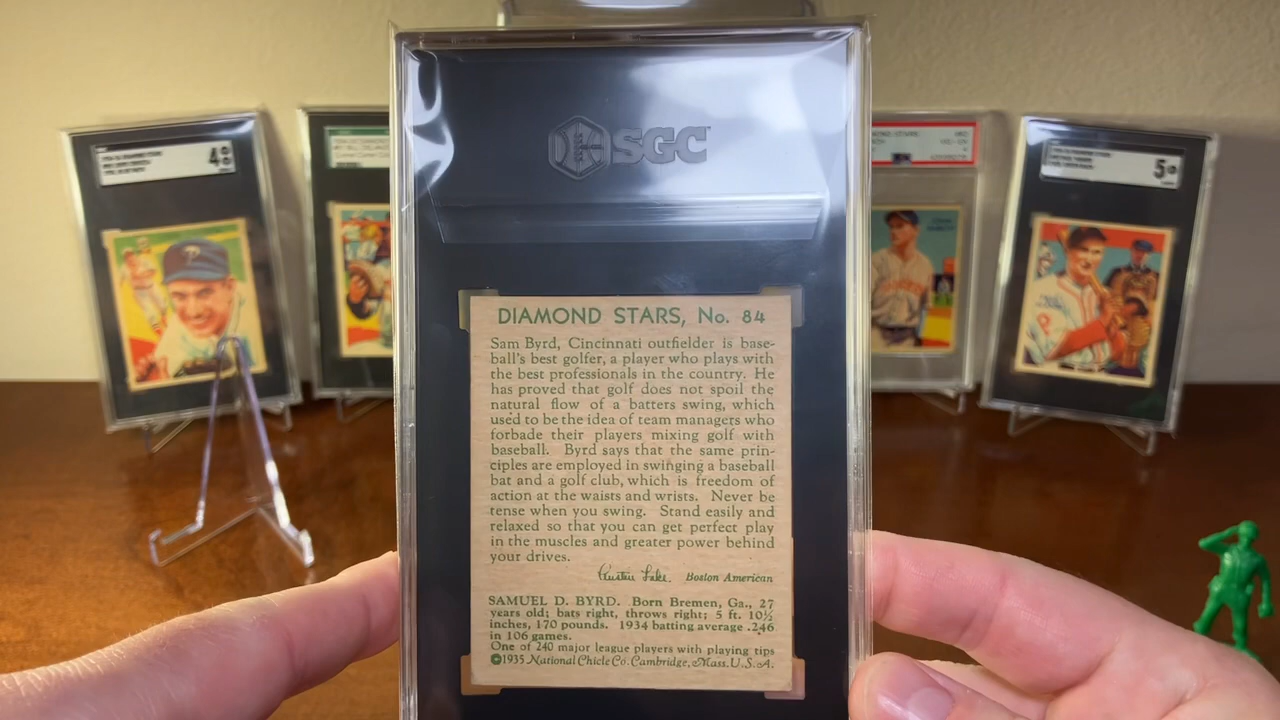 SGC
4
5
DIAMOND STARS, No. 84
Sam Byrd, Cincinnati outfielder is base-
ball's best golfer, a player who plays with
the best professionals in the country. He
has proved that golf does not spoil the
natural flow of a batters swing, which
used to be the idea of team managers who
forbade their players mixing golf with
baseball. Byrd says that the same prin-
ciples are employed in swinging a baseball
bat and a golf club, which is freedom of
action at the waists and wrists. Never be
tense when you swing. Stand easily and
relaxed so that you can get perfect play
in the muscles and greater power behind
your drives.
Austen Lake, Boston American
SAMUEL D. BYRD. Born Bremen, Ga., 27
years old; bats right, throws right; 5 ft. 10½
inches, 170 pounds. 1934 batting average .246
in 106 games.
One of 240 major league players with playing tips
©1935 National Chicle Co. Cambridge, Mass. U.S.A.